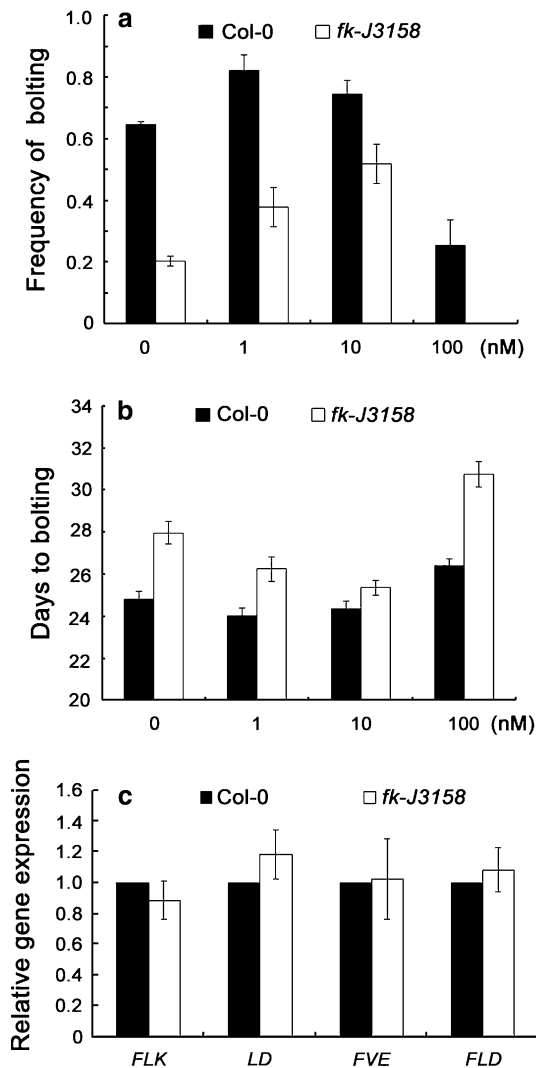 a
Col-0
fk-J3158
1.0
0.8
0.6
0.4
0.2
0
Frequency of bolting
0 1 10 100 (nM)
b
Col-0
fk-J3158
34
32
30
28
26
24
22
20
Days to bolting
0 1 10 100 (nM)
c
Col-0
fk-J3158
1.6
1.4
1.2
1.0
0.8
0.6
0.4
0.2
0
Relative gene expression
FLK LD FVE FLD